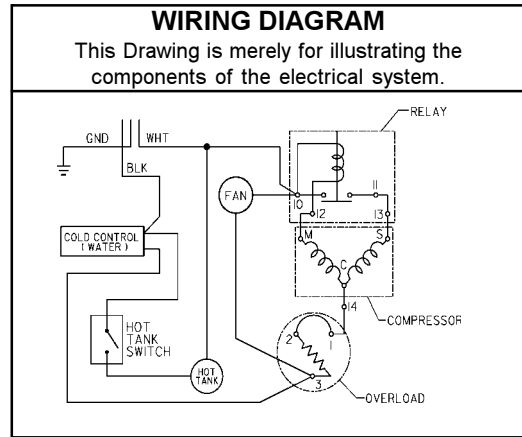 WIRING DIAGRAM
This Drawing is merely for illustrating the
components of the electrical system.
RELAY
GND
WHT
BLK
FAN
10
11
12
13
COLD CONTROL
(WATER)
M
S
C
14
COMPRESSOR
HOT
TANK
SWITCH
HOT
TANK
2
1
3
OVERLOAD